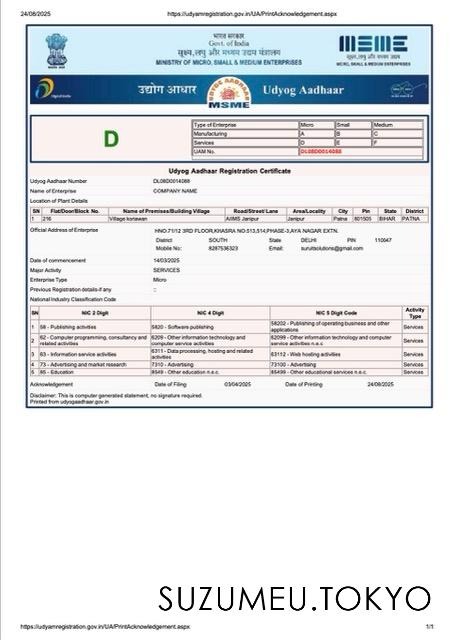 24/08/2025 https://udyamregistration.gov.in/UA/PrintAcknowledgement.aspx
भारत सरकार
Govt. of India
सूक्ष्म,लघु और मध्यम उद्यम मंत्रालय
MINISTRY OF MICRO, SMALL & MEDIUM ENTERPRISES
Digital India
उद्योग आधार
UDYOG AADHAAR
MSME
Udyog Aadhaar
D
Type of Enterprise Micro Small Medium
Manufacturing A B C
Services D E F
UAM No. DL08D0014088
Udyog Aadhaar Registration Certificate
Udyog Aadhaar Number DL08D0014088
Name of Enterprise COMPANY NAME
Location of Plant Details
SN Flat/Door/Block No. Name of Premises/Building Village Road/Street/Lane Area/Locality City Pin State District
1 216 Village koriawan AIIMS Janipur Janipur Patna 801505 BIHAR PATNA
Official Address of Enterprise HNO.71/12 3RD FLOOR,KHASRA NO.513,514,PHASE-3,AYA NAGAR EXTN.
District SOUTH State DELHI PIN 110047
Mobile No: 8287536323 Email: suruitsolutions@gmail.com
Date of commencement 14/03/2025
Major Activity SERVICES
Enterprise Type Micro
Previous Registration details-if any ::
National Industry Classification Code
SN NIC 2 Digit NIC 4 Digit NIC 5 Digit Code Activity Type
1 58 - Publishing activities 5820 - Software publishing 58202 - Publishing of operating business and other applications Services
2 62 - Computer programming, consultancy and related activities 6209 - Other information technology and computer service activities 62099 - Other information technology and computer service activities n.e.c Services
3 63 - Information service activities 6311 - Data processing, hosting and related activities 63112 - Web hosting activities Services
4 73 - Advertising and market research 7310 - Advertising 73100 - Advertising Services
5 85 - Education 8549 - Other education n.e.c. 85499 - Other educational services n.e.c. Services
Acknowledgement Date of Filing 03/04/2025 Date of Printing 24/08/2025
Disclaimer: This is computer generated statement, no signature required.
Printed from udyogaadhaar.gov.in
SUZUMEU.TOKYO
https://udyamregistration.gov.in/UA/PrintAcknowledgement.aspx 1/1